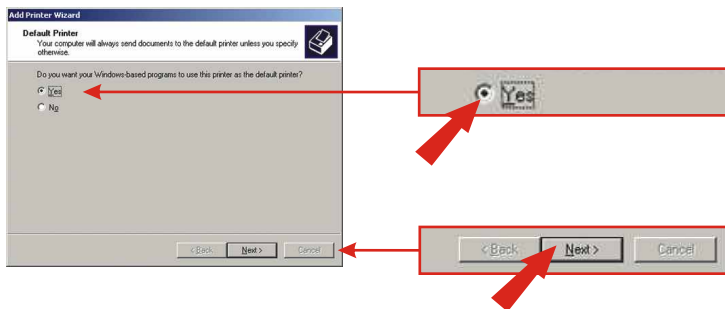 Add Printer Wizard
Default Printer
Your computer will always send documents to the default printer unless you specify
otherwise.
Do you want your Windows-based programs to use this printer as the default printer?
Yes
No
< Back Next > Cancel
Yes
< Back Next > Cancel